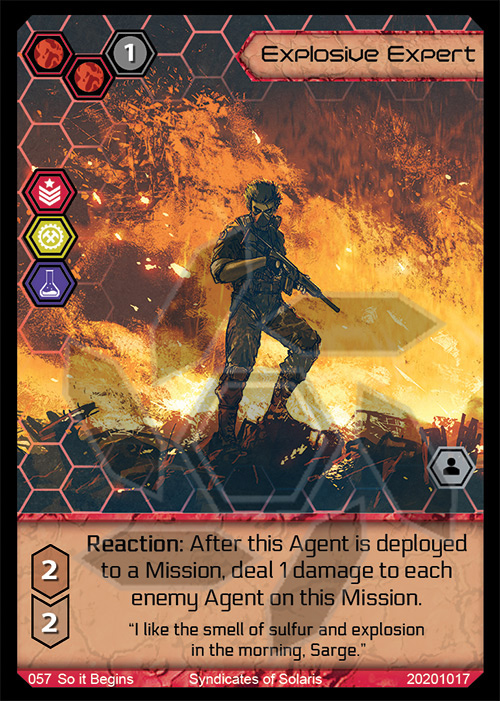 1
Explosive Expert
2
2
Reaction: After this Agent is deployed
to a Mission, deal 1 damage to each
enemy Agent on this Mission.
“I like the smell of sulfur and explosion
in the morning, Sarge.”
057 So it Begins Syndicates of Solaris 20201017